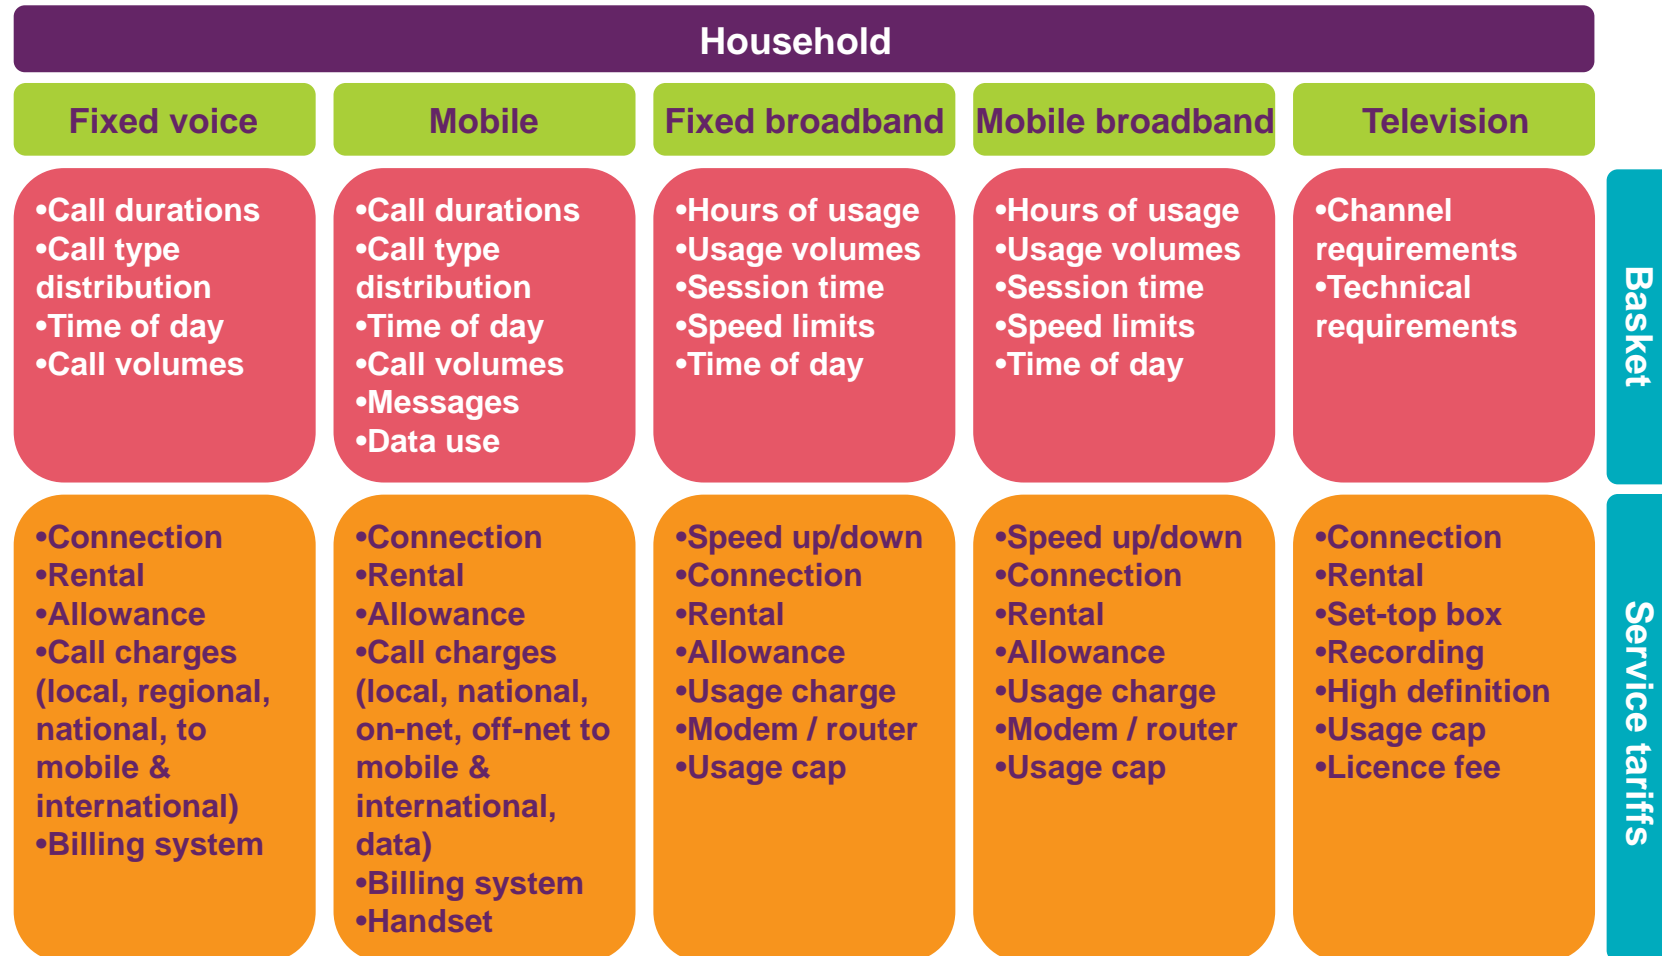 Household
Fixed voice
Mobile
Fixed broadband
Mobile broadband
Television
•Call durations
•Call type
distribution
•Time of day
•Call volumes
•Call durations
•Call type
distribution
•Time of day
•Call volumes
•Messages
•Data use
•Hours of usage
•Usage volumes
•Session time
•Speed limits
•Time of day
•Hours of usage
•Usage volumes
•Session time
•Speed limits
•Time of day
•Channel
requirements
•Technical
requirements
Basket
•Connection
•Rental
•Allowance
•Call charges
(local, regional,
national, to
mobile &
international)
•Billing system
•Connection
•Rental
•Allowance
•Call charges
(local, national,
on-net, off-net to
mobile &
international,
data)
•Billing system
•Handset
•Speed up/down
•Connection
•Rental
•Allowance
•Usage charge
•Modem / router
•Usage cap
•Speed up/down
•Connection
•Rental
•Allowance
•Usage charge
•Modem / router
•Usage cap
•Connection
•Rental
•Set-top box
•Recording
•High definition
•Usage cap
•Licence fee
Service tariffs